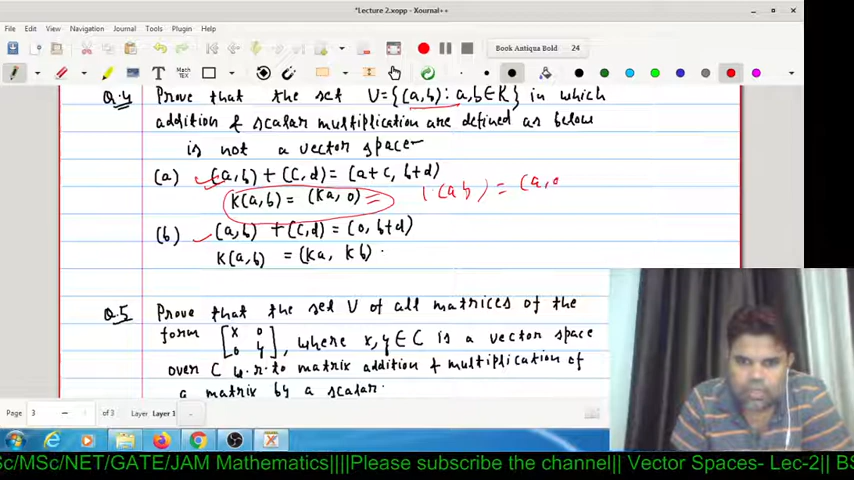 *Lecture 2.xopp - Xournal++
File Edit View Navigation Journal Tools Plugin Help
Book Antiqua Bold 24
Q.4 Prove that the set V={(a,b): a,b∈K} in which
addition & scalar multiplication are defined as below
is not a vector space
(a) (a,b) + (c,d) = (a+c, b+d)
K(a,b) = (Ka, 0) = 1·(a b) = (a,0
(b) (a,b) + (c,d) = (0, b+d)
K(a,b) = (Ka, Kb).
Q.5 Prove that the set V of all matrices of the
form [x 0
0 y], where x,y ∈ C is a vector space
over C w.r.to matrix addition & multiplication of
a matrix by a scalar.
Page 3 of 3 Layer Layer 1
Sc/MSc/NET/GATE/JAM Mathematics||||Please subscribe the channel|| Vector Spaces- Lec-2|| BS